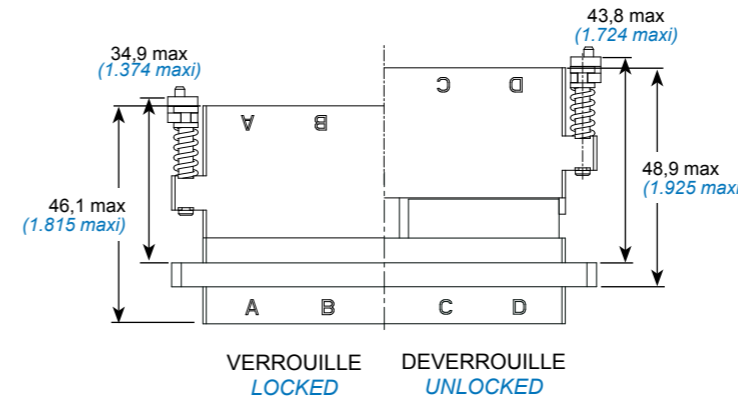 43,8 max
(1.724 maxi)
34,9 max
(1.374 maxi)
A B C D
48,9 max
(1.925 maxi
46,1 max
(1.815 maxi)
A B C D
VERROUILLE DEVERROUILLE
LOCKED UNLOCKED